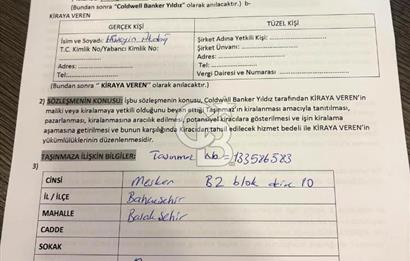 (Bundan sonra "Coldwell Banker Yıldız" olarak anılacaktır.) b-
KİRAYA VEREN
GERÇEK KİŞİ
TÜZEL KİŞİ
İsim ve Soyadı: Hüseyin
T.C. Kimlik No/Yabancı Kimlik No:
Adres:
Tel:
Şirket Adına Yetkili Kişi:
Şirket Ünvanı:
Adres:
Tel:
Vergi Dairesi ve Numarası
(Bundan sonra " KİRAYA VEREN" olarak anılacaktır.)
2) SÖZLEŞMENİN KONUSU: İşbu sözleşmenin konusu, Coldwell Banker Yıldız tarafından KİRAYA VEREN'in
maliki veya kiralamaya yetkili olduğunu beyan ettiği Taşınmaz'ın kiralanması amacıyla tanıtılması,
pazarlanması, kiralanmasına aracılık edilmesi, potansiyel kiracılara gösterilmesi ve işin kiralama
aşamasına getirilmesi ve bunun karşılığında Kiracıdan tahsil edilecek hizmet bedeli ile KİRAYA VEREN'in
yükümlülüklerinin düzenlenmesidir.
TAŞINMAZA İLİŞKİN BİLGİLER: Taşınmaz No = 133586583
3)
CİNSİ Mesken B2 blok daire 10
İL / İLÇE Bahçeşehir
MAHALLE Başakşehir
CADDE
SOKAK